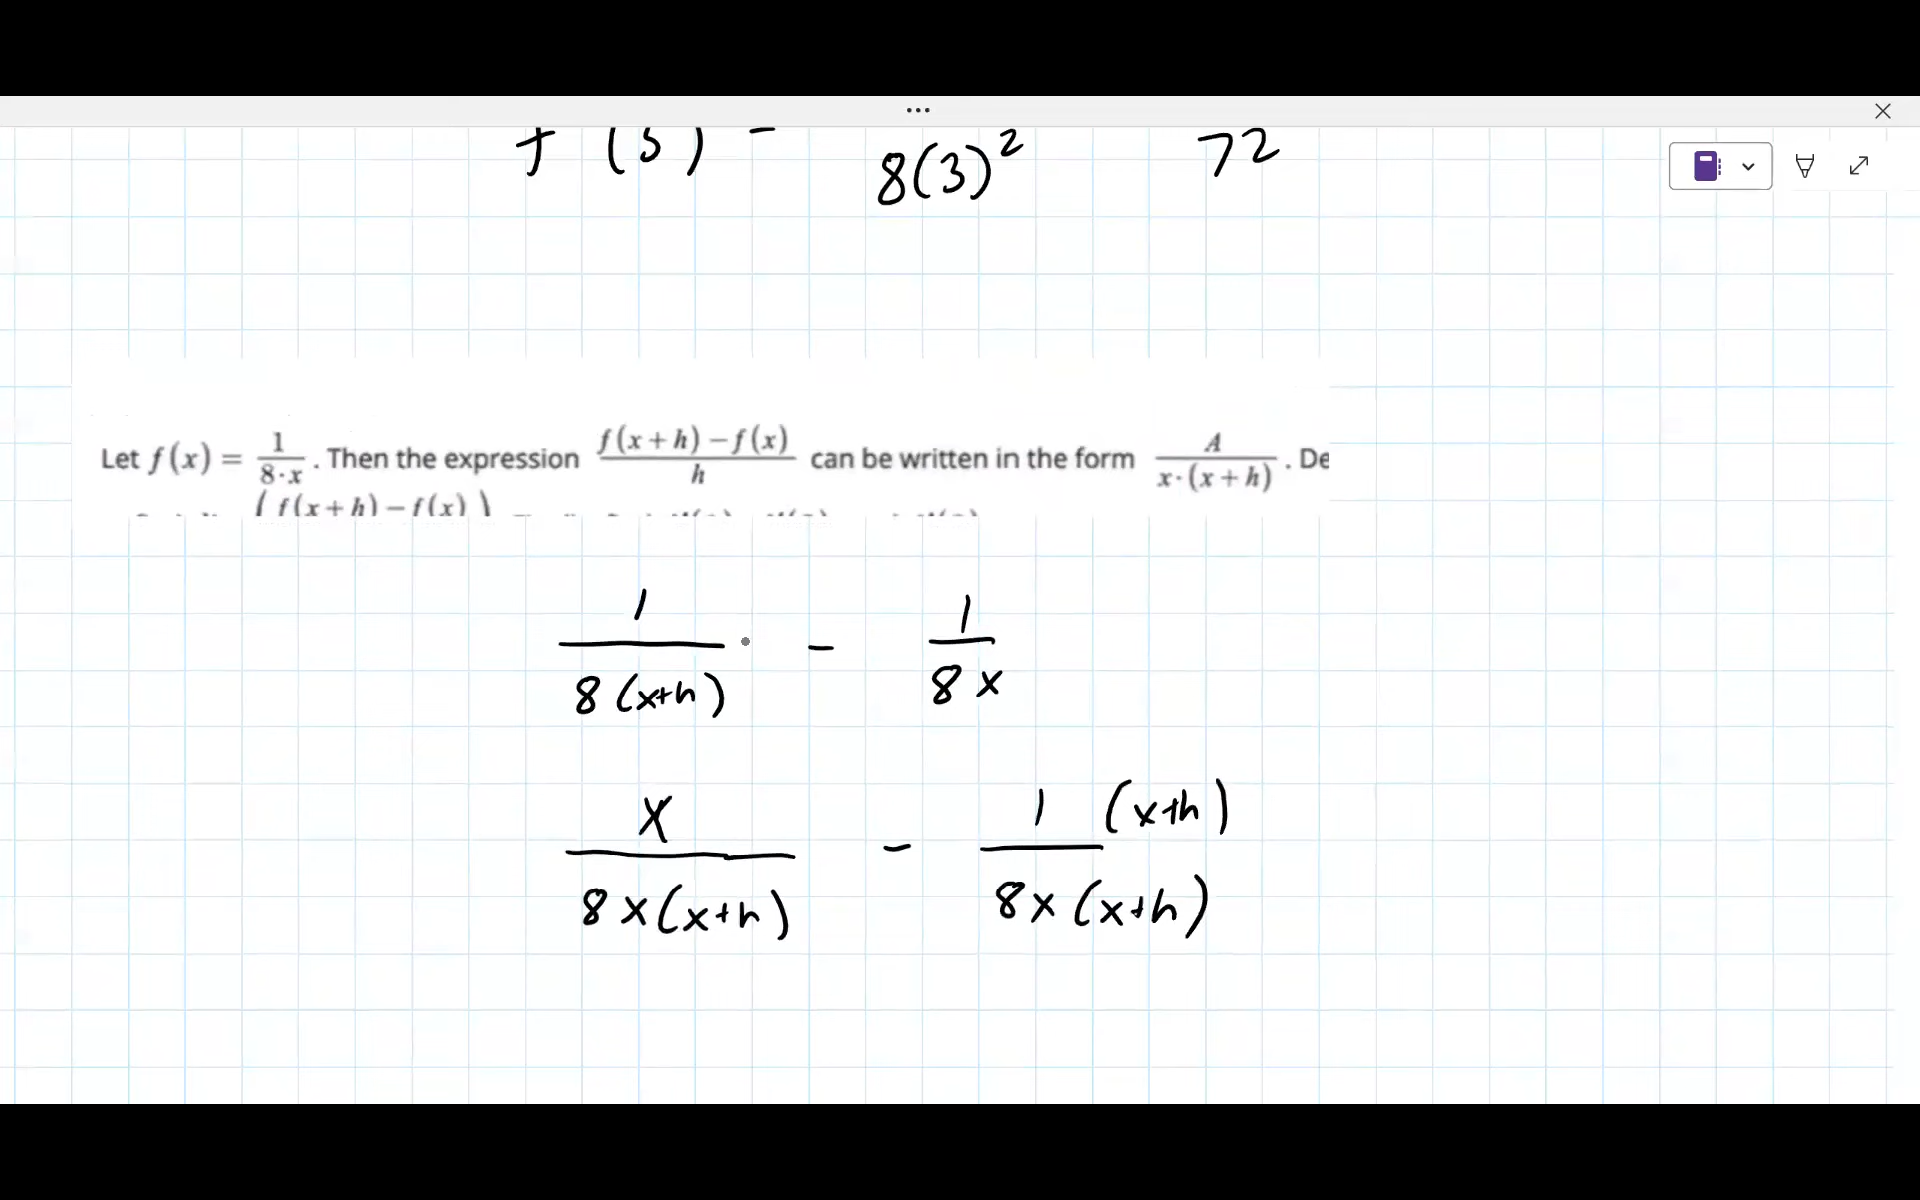 f (3) =
8(3)²
72
Let f(x) = 1/(8·x). Then the expression (f(x+h)−f(x))/h can be written in the form A/(x·(x+h)). De
(f(x+h)−f(x))
1/(8(x+h)) − 1/(8x)
x/(8x(x+h)) − 1(x+h)/(8x(x+h))